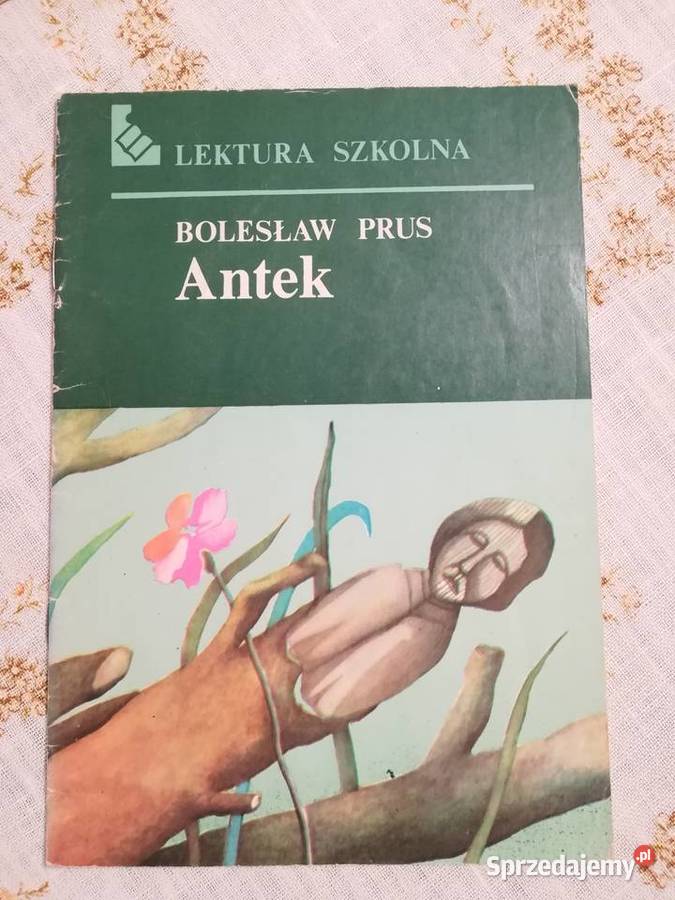 LEKTURA SZKOLNA
BOLESŁAW PRUS
Antek
Sprzedajemy.pl